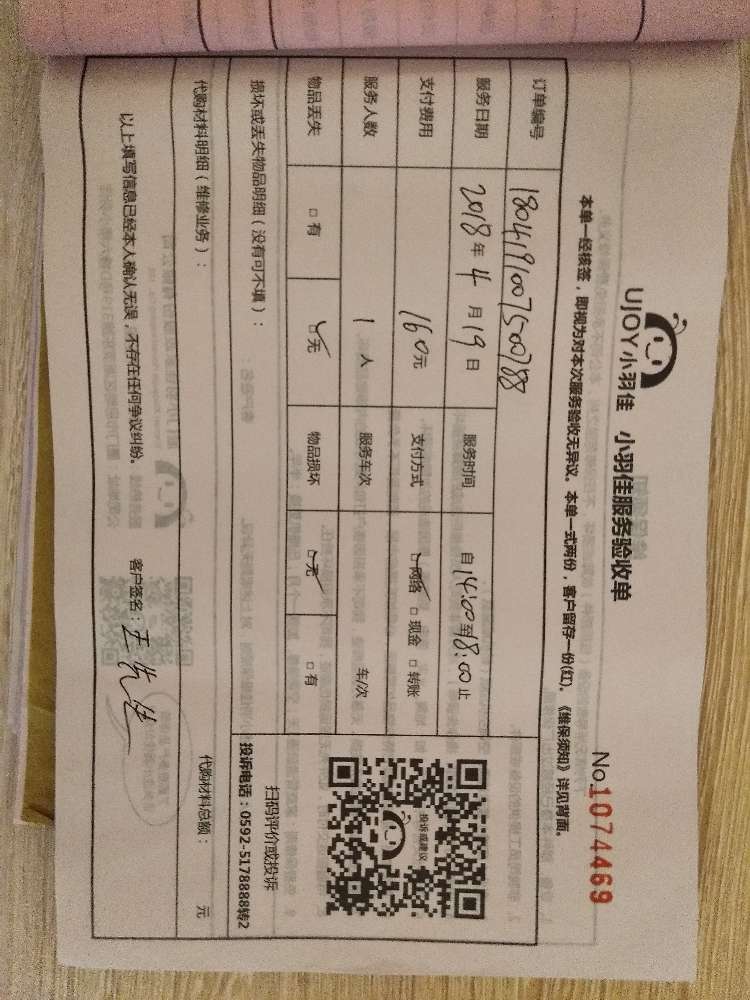 UJOY小羽佳 小羽佳服务验收单
No.1074469
本单一经核签，即视为对本次服务验收无异议。本单一式两份，客户留存一份(红)。《维保须知》详见背面。
订单编号 1804191007500788
服务日期 2018年4月19日 服务时间 自14:00至18:00止
支付费用 160元 支付方式 ☑网络 □现金 □转账
服务人数 1人 服务车次 车/次
物品丢失 □有 ☑无 物品损坏 ☑无 □有
投诉或建议
扫码评价或投诉
投诉电话：0592-5178888转2
损坏或丢失物品明细（没有可不填）：
代购材料明细（维修业务）： 代购材料总额： 元
以上填写信息已经本人确认无误，不存在任何争议纠纷。 客户签名：王先生